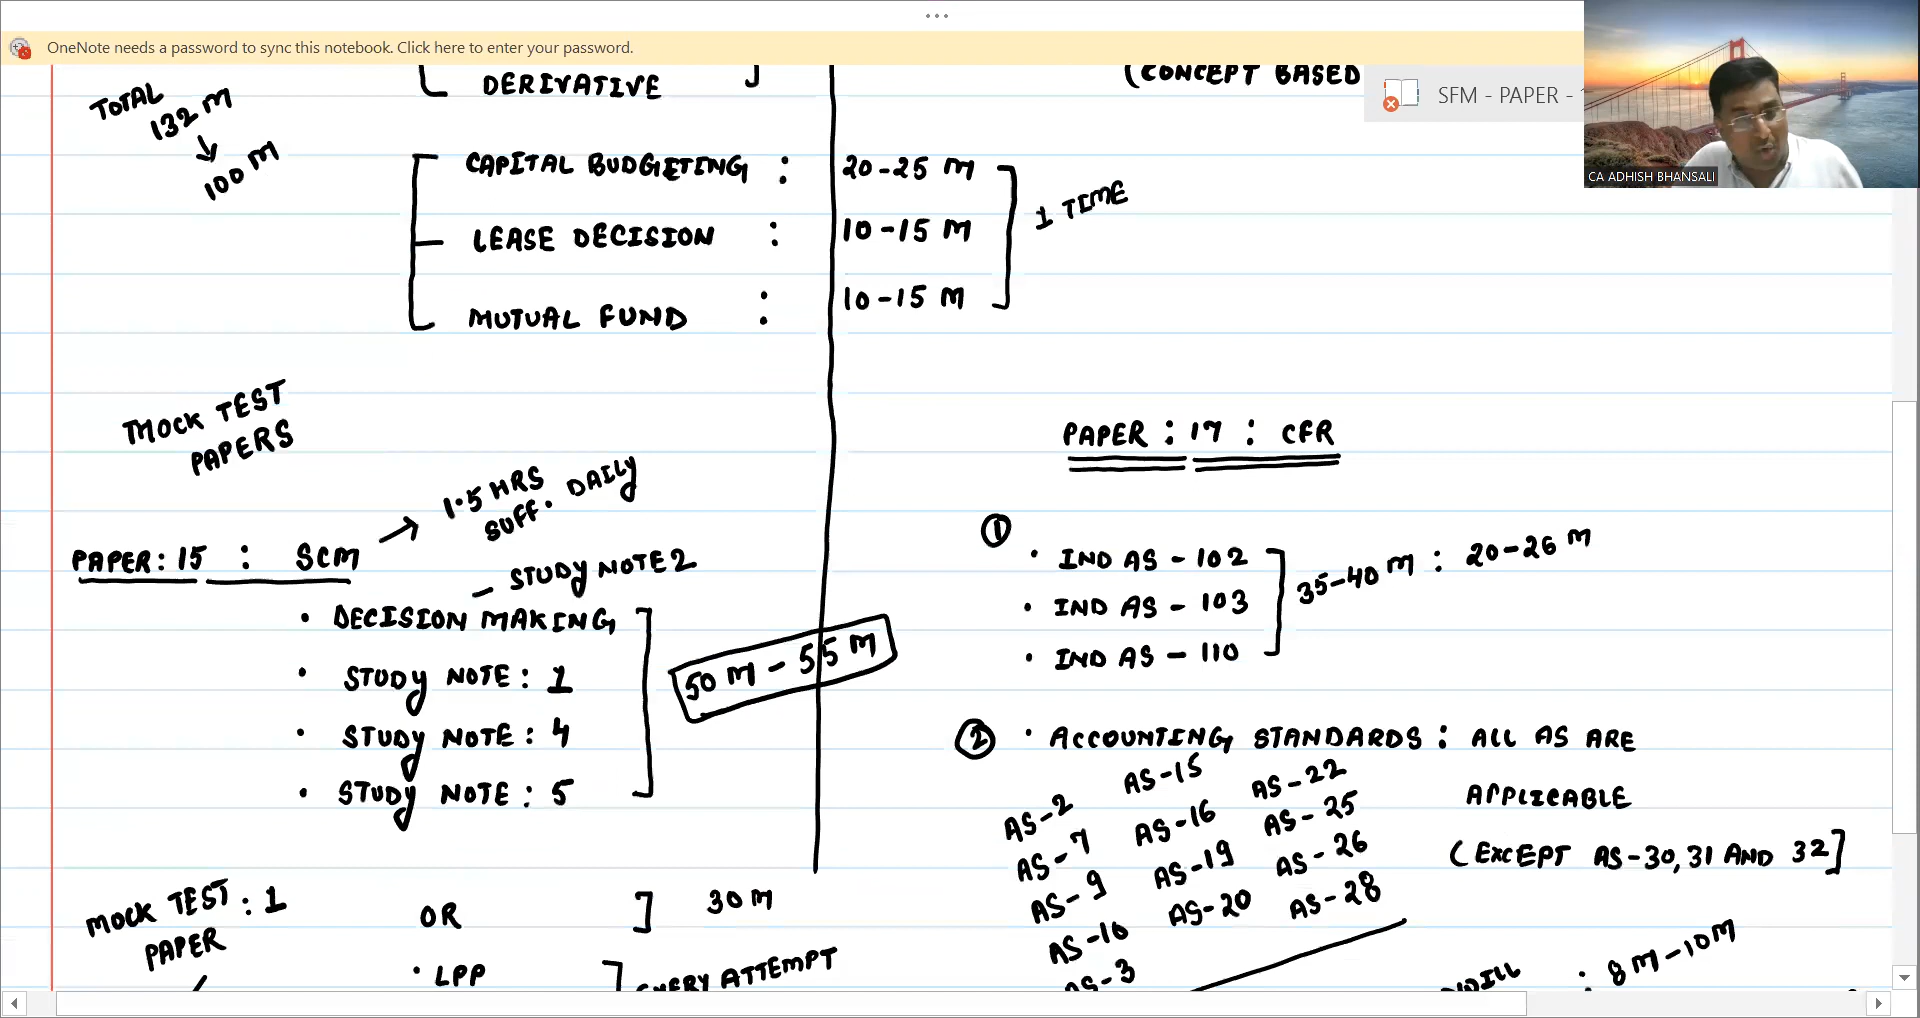 OneNote needs a password to sync this notebook. Click here to enter your password.
SFM - PAPER -
CA ADHISH BHANSALI
DERIVATIVE
(CONCEPT BASED
TOTAL
132 M
100 M
CAPITAL BUDGETING : 20-25 M
LEASE DECISION : 10-15 M
MUTUAL FUND : 10-15 M
1 TIME
MOCK TEST
PAPERS
PAPER: 15 : SCM
1.5 HRS
SUFF. DAILY
- STUDY NOTE 2
• DECISION MAKING
• STUDY NOTE: 1
• STUDY NOTE: 4
• STUDY NOTE: 5
50 M - 55 M
MOCK TEST: 1
PAPER
OR ] 30 M
• LPP
EVERY ATTEMPT
PAPER : 17 : CFR
①
• IND AS - 102
• IND AS - 103
• IND AS - 110
35-40 M : 20-26 M
② • ACCOUNTING STANDARDS : ALL AS ARE
APPLICABLE
(EXCEPT AS-30, 31 AND 32]
AS-2 AS-15 AS-22
AS-7 AS-16 AS-25
AS-9 AS-19 AS-26
AS-10 AS-20 AS-28
AS-3
: 8 M-10 M